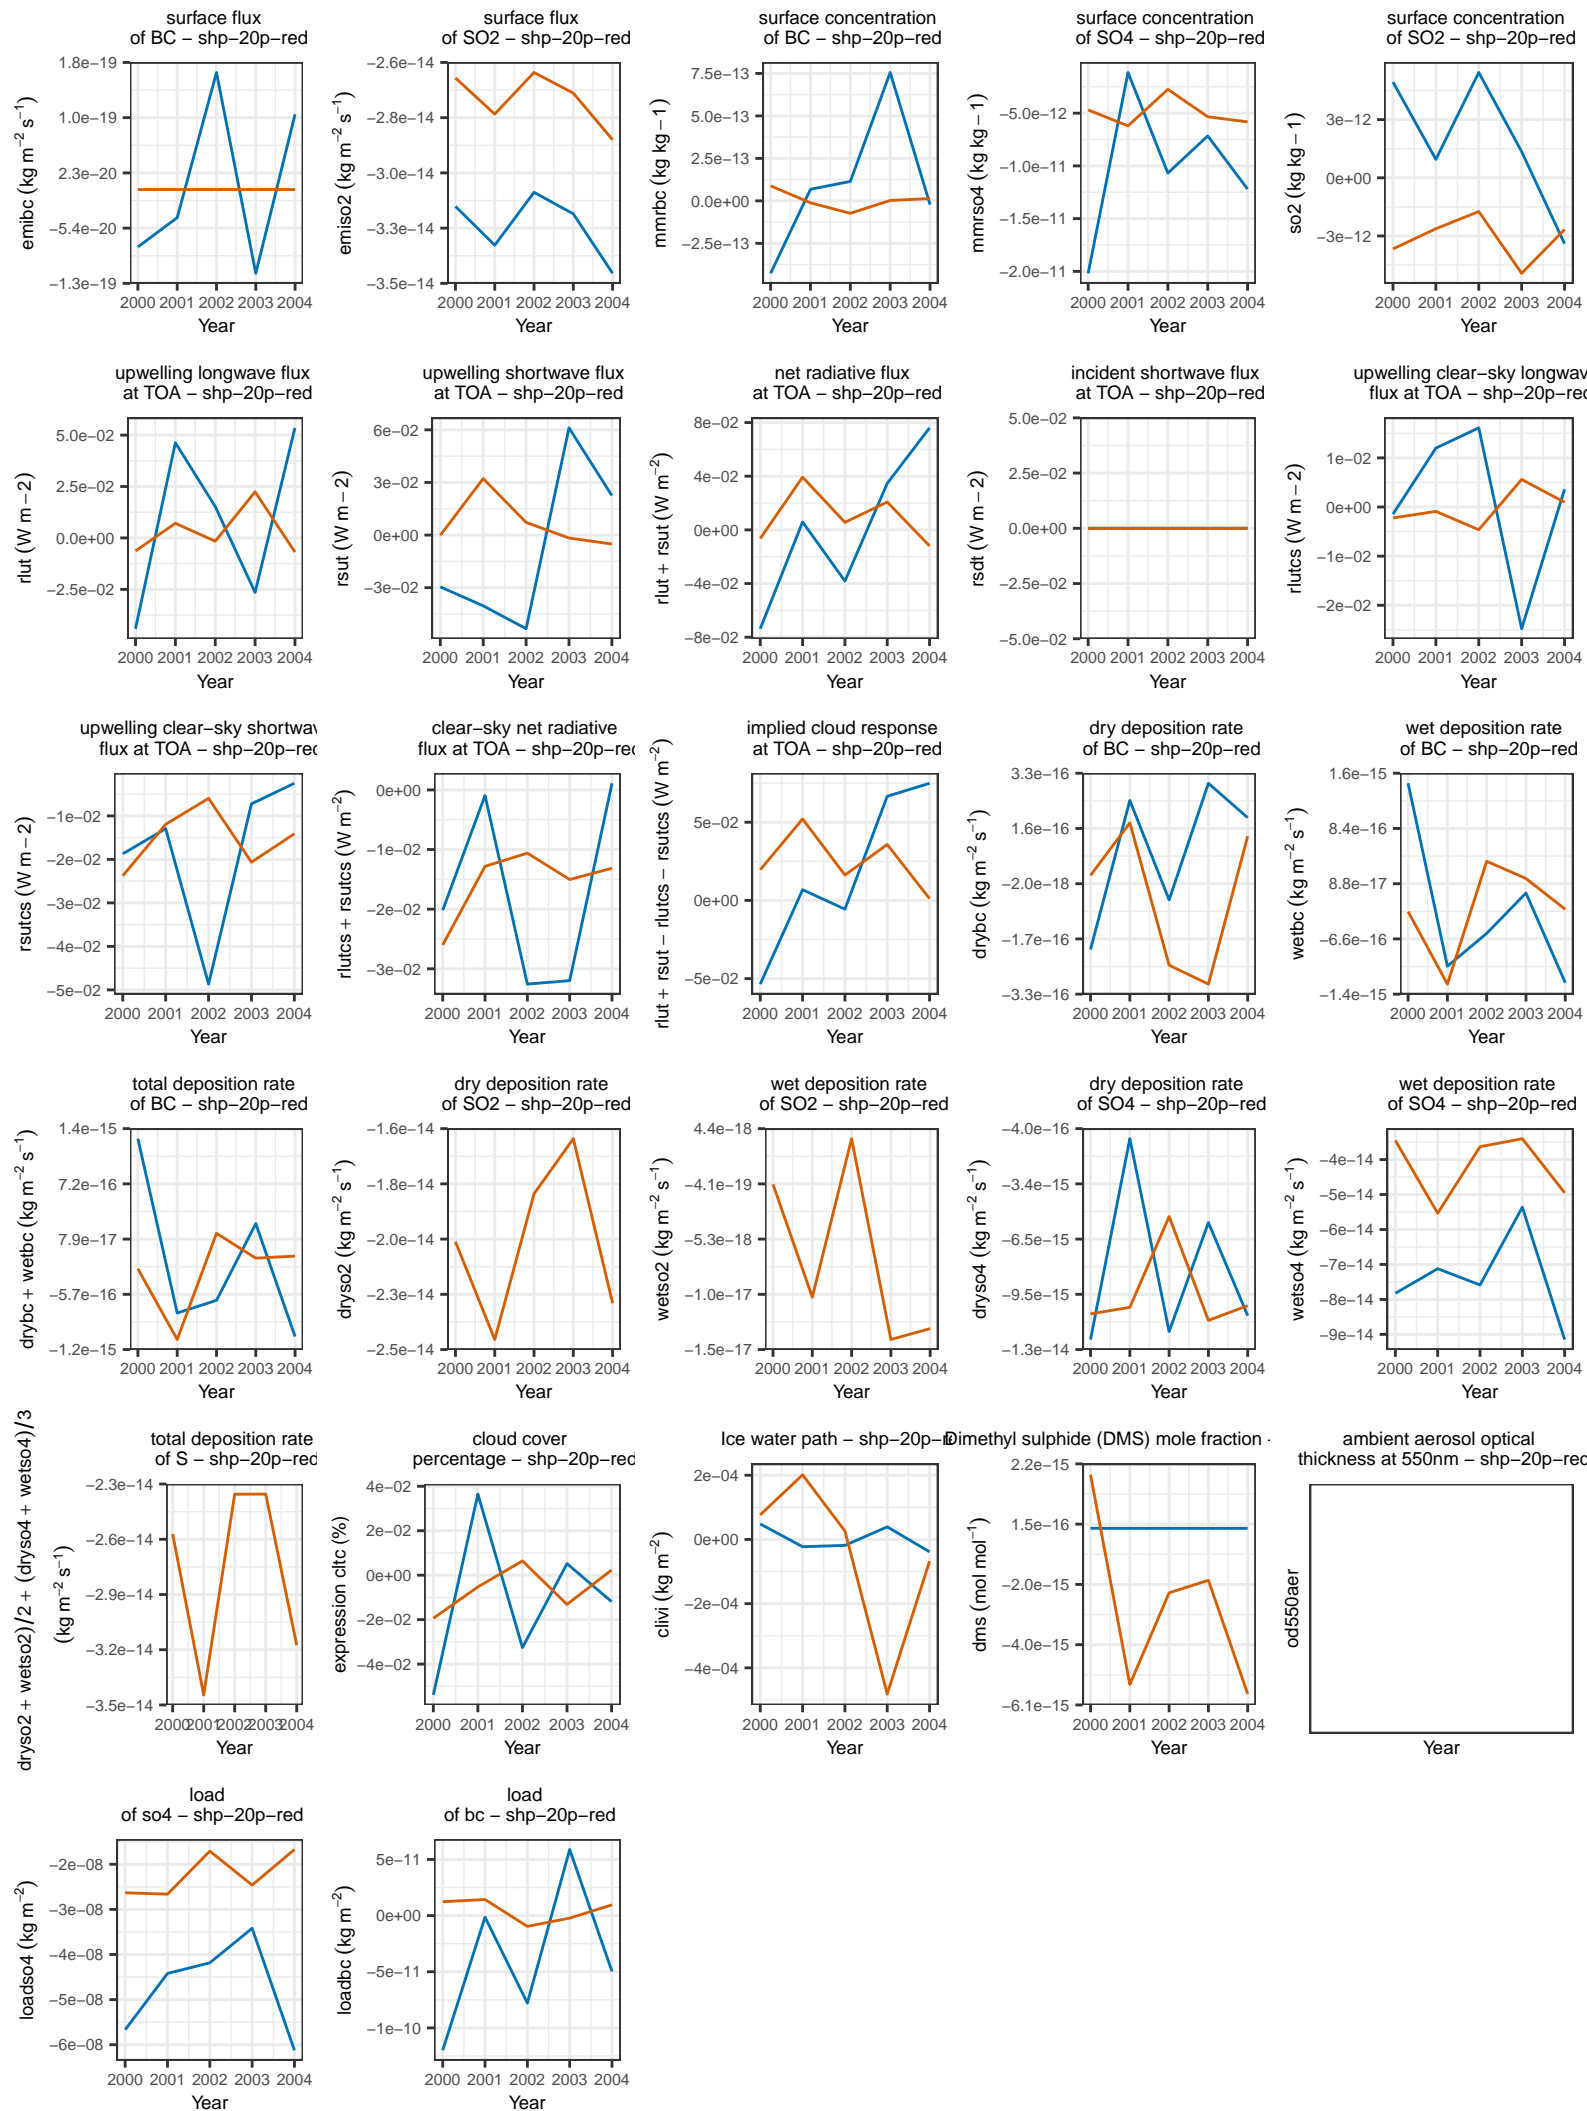 surface flux
of BC − shp−20p−red
emibc (kg m−2 s−1)
1.8e−19
1.0e−19
2.3e−20
−5.4e−20
−1.3e−19
2000 2001 2002 2003 2004
Year
surface flux
of SO2 − shp−20p−red
emiso2 (kg m−2 s−1)
−2.6e−14
−2.8e−14
−3.0e−14
−3.3e−14
−3.5e−14
2000 2001 2002 2003 2004
Year
surface concentration
of BC − shp−20p−red
mmrbc (kg kg − 1)
7.5e−13
5.0e−13
2.5e−13
0.0e+00
−2.5e−13
2000 2001 2002 2003 2004
Year
surface concentration
of SO4 − shp−20p−red
mmrso4 (kg kg − 1)
−5.0e−12
−1.0e−11
−1.5e−11
−2.0e−11
2000 2001 2002 2003 2004
Year
surface concentration
of SO2 − shp−20p−red
so2 (kg kg − 1)
3e−12
0e+00
−3e−12
2000 2001 2002 2003 2004
Year
upwelling longwave flux
at TOA − shp−20p−red
rlut (W m − 2)
5.0e−02
2.5e−02
0.0e+00
−2.5e−02
2000 2001 2002 2003 2004
Year
upwelling shortwave flux
at TOA − shp−20p−red
rsut (W m − 2)
6e−02
3e−02
0e+00
−3e−02
2000 2001 2002 2003 2004
Year
net radiative flux
at TOA − shp−20p−red
rlut + rsut (W m−2)
8e−02
4e−02
0e+00
−4e−02
−8e−02
2000 2001 2002 2003 2004
Year
incident shortwave flux
at TOA − shp−20p−red
rsdt (W m − 2)
5.0e−02
2.5e−02
0.0e+00
−2.5e−02
−5.0e−02
2000 2001 2002 2003 2004
Year
upwelling clear−sky longwav
flux at TOA − shp−20p−red
rlutcs (W m − 2)
1e−02
0e+00
−1e−02
−2e−02
2000 2001 2002 2003 2004
Year
upwelling clear−sky shortwav
flux at TOA − shp−20p−red
rsutcs (W m − 2)
−1e−02
−2e−02
−3e−02
−4e−02
−5e−02
2000 2001 2002 2003 2004
Year
clear−sky net radiative
flux at TOA − shp−20p−red
rlutcs + rsutcs (W m−2)
0e+00
−1e−02
−2e−02
−3e−02
2000 2001 2002 2003 2004
Year
implied cloud response
at TOA − shp−20p−red
rlut + rsut − rlutcs − rsutcs (W m−2)
5e−02
0e+00
−5e−02
2000 2001 2002 2003 2004
Year
dry deposition rate
of BC − shp−20p−red
drybc (kg m−2 s−1)
3.3e−16
1.6e−16
−2.0e−18
−1.7e−16
−3.3e−16
2000 2001 2002 2003 2004
Year
wet deposition rate
of BC − shp−20p−red
wetbc (kg m−2 s−1)
1.6e−15
8.4e−16
8.8e−17
−6.6e−16
−1.4e−15
2000 2001 2002 2003 2004
Year
total deposition rate
of BC − shp−20p−red
drybc + wetbc (kg m−2 s−1)
1.4e−15
7.2e−16
7.9e−17
−5.7e−16
−1.2e−15
2000 2001 2002 2003 2004
Year
dry deposition rate
of SO2 − shp−20p−red
dryso2 (kg m−2 s−1)
−1.6e−14
−1.8e−14
−2.0e−14
−2.3e−14
−2.5e−14
2000 2001 2002 2003 2004
Year
wet deposition rate
of SO2 − shp−20p−red
wetso2 (kg m−2 s−1)
4.4e−18
−4.1e−19
−5.3e−18
−1.0e−17
−1.5e−17
2000 2001 2002 2003 2004
Year
dry deposition rate
of SO4 − shp−20p−red
dryso4 (kg m−2 s−1)
−4.0e−16
−3.4e−15
−6.5e−15
−9.5e−15
−1.3e−14
2000 2001 2002 2003 2004
Year
wet deposition rate
of SO4 − shp−20p−red
wetso4 (kg m−2 s−1)
−4e−14
−5e−14
−6e−14
−7e−14
−8e−14
−9e−14
2000 2001 2002 2003 2004
Year
total deposition rate
of S − shp−20p−red
dryso2 + wetso2)/2 + (dryso4 + wetso4)/3
(kg m−2 s−1)
−2.3e−14
−2.6e−14
−2.9e−14
−3.2e−14
−3.5e−14
2000 2001 2002 2003 2004
Year
cloud cover
percentage − shp−20p−red
expression cltc (%)
4e−02
2e−02
0e+00
−2e−02
−4e−02
2000 2001 2002 2003 2004
Year
Ice water path − shp−20p−r
clivi (kg m−2)
2e−04
0e+00
−2e−04
−4e−04
2000 2001 2002 2003 2004
Year
Dimethyl sulphide (DMS) mole fraction −
dms (mol mol−1)
2.2e−15
1.5e−16
−2.0e−15
−4.0e−15
−6.1e−15
2000 2001 2002 2003 2004
Year
ambient aerosol optical
thickness at 550nm − shp−20p−red
od550aer
Year
load
of so4 − shp−20p−red
loadso4 (kg m−2)
−2e−08
−3e−08
−4e−08
−5e−08
−6e−08
2000 2001 2002 2003 2004
Year
load
of bc − shp−20p−red
loadbc (kg m−2)
5e−11
0e+00
−5e−11
−1e−10
2000 2001 2002 2003 2004
Year